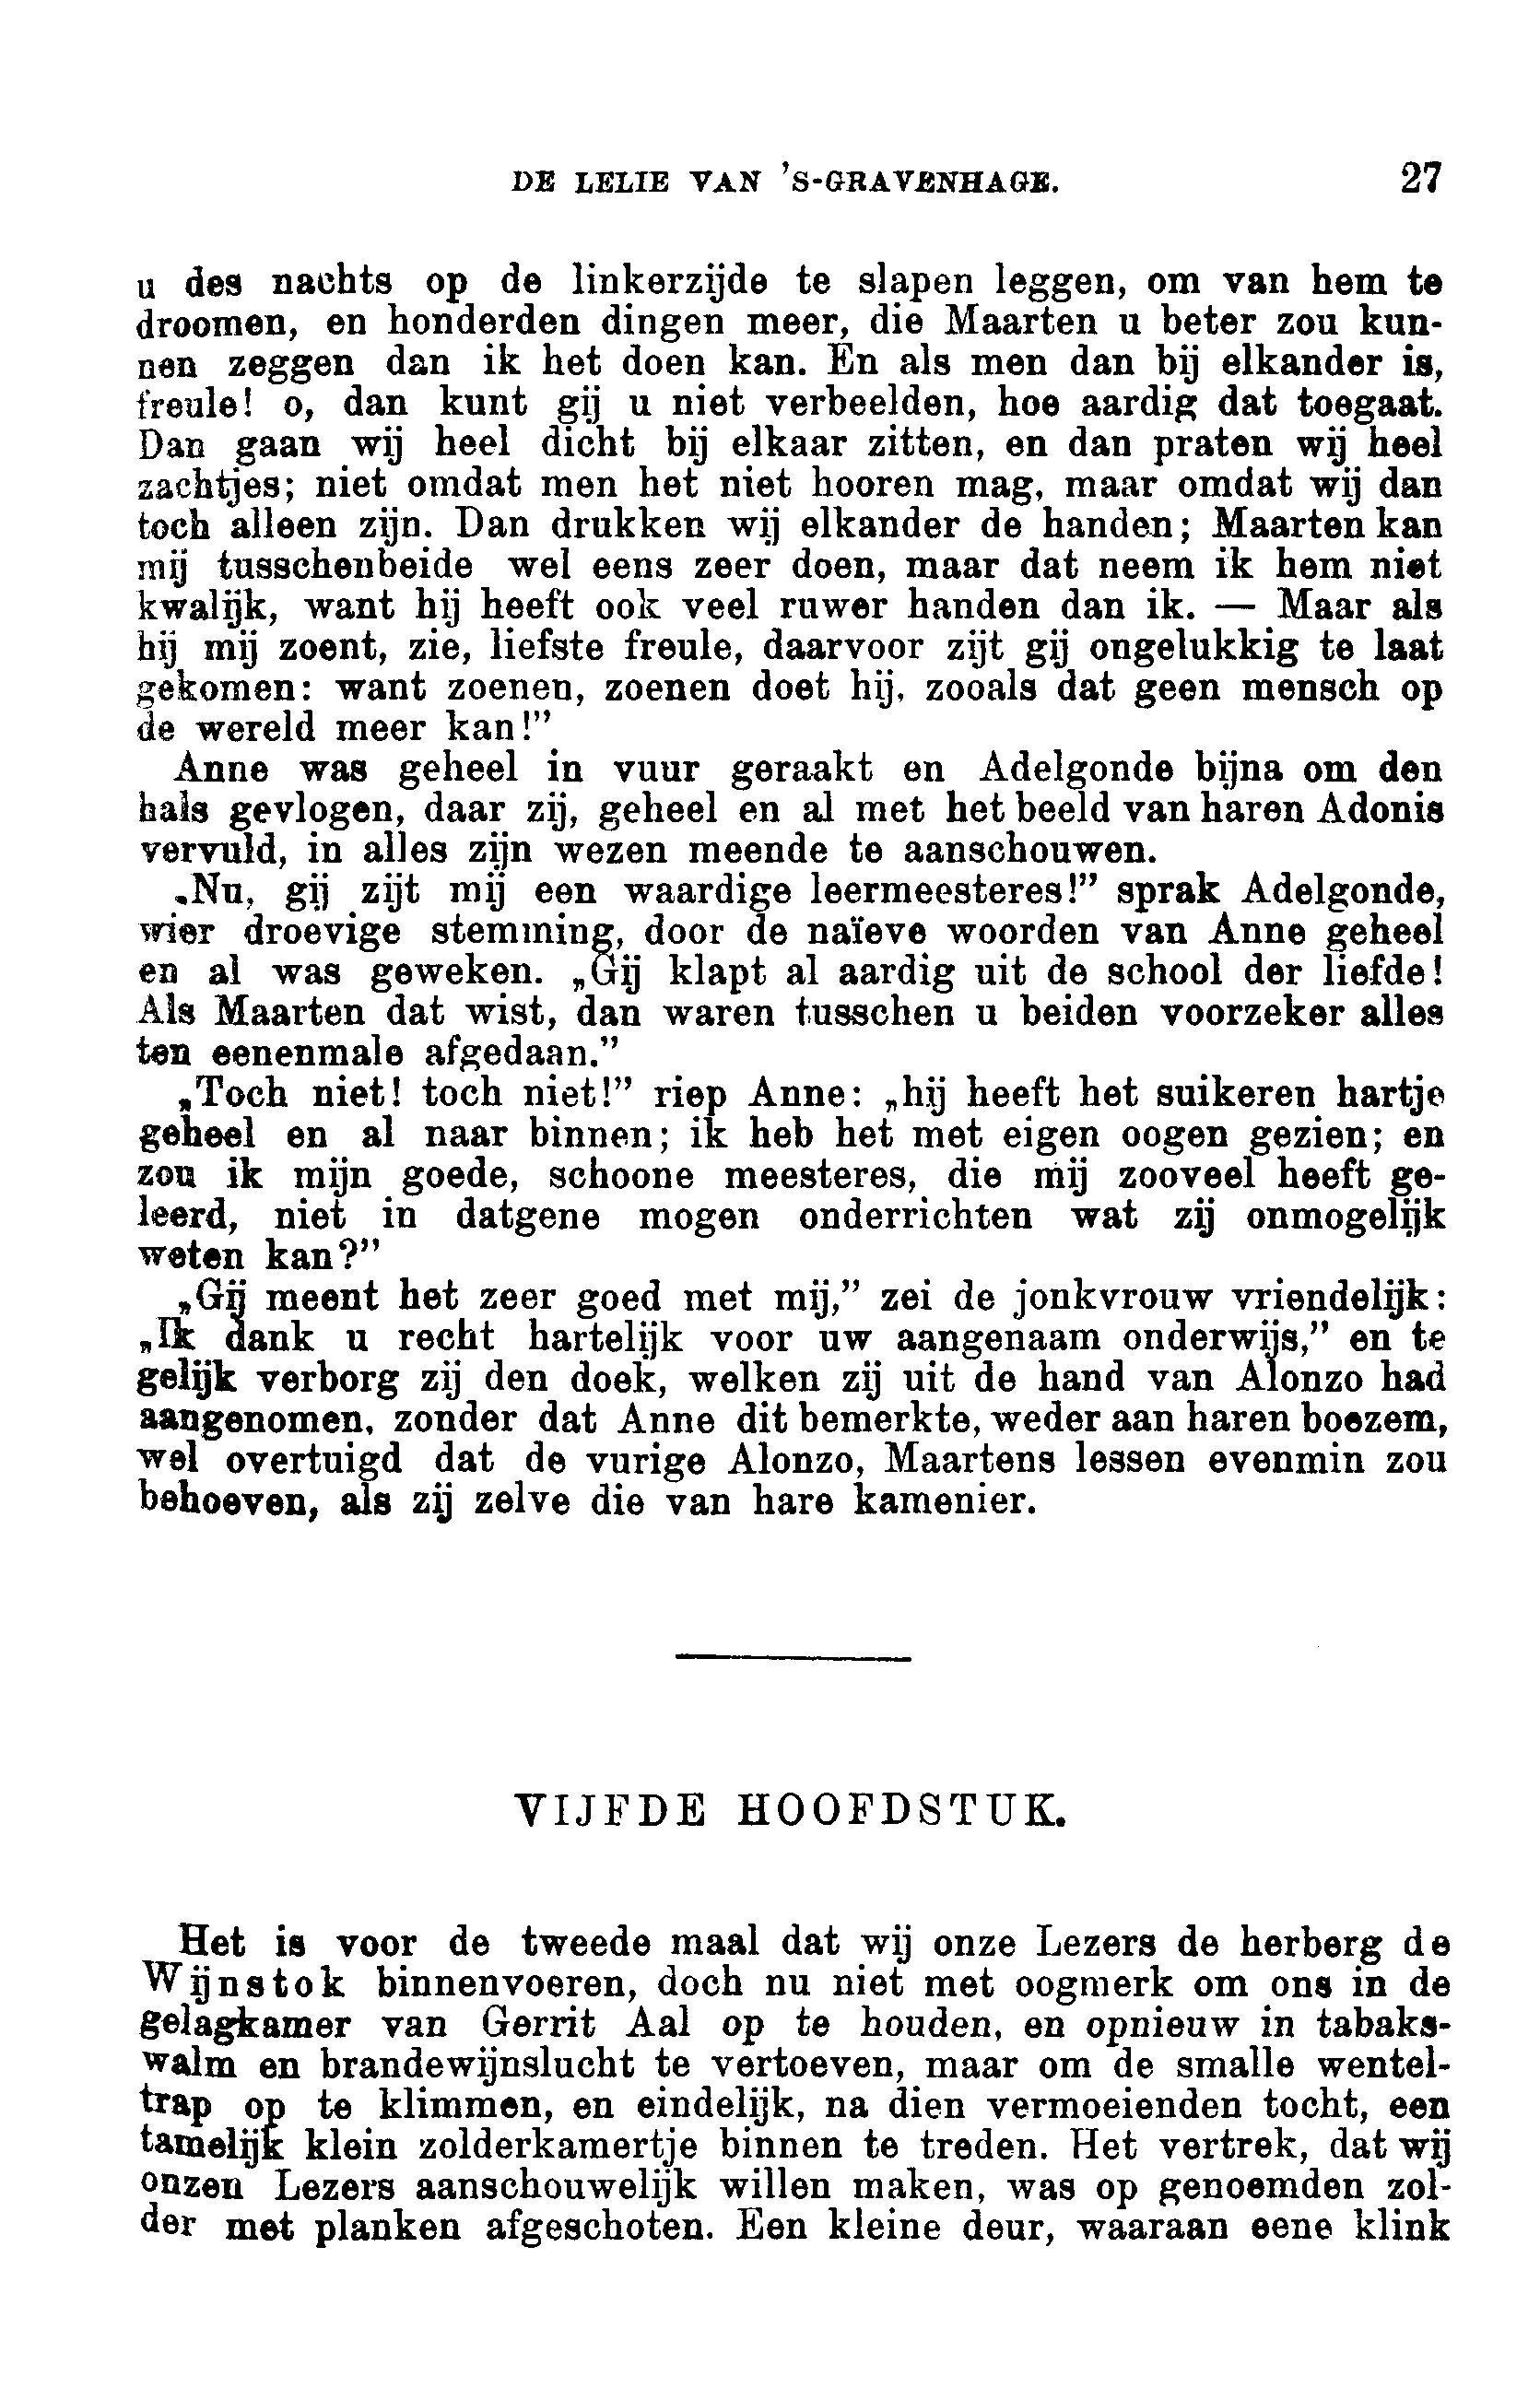 DE LELIE VAN 'S-GRAVENHAGE. 27
u des nachts op de linkerzijde te slapen leggen, om van hem te
droomen, en honderden dingen meer, die Maarten u beter zou kun-
nen zeggen dan ik het doen kan. En als men dan bij elkander is,
freule! o, dan kunt gij u niet verbeelden, hoe aardig dat toegaat.
Dan gaan wij heel dicht bij elkaar zitten, en dan praten wij heel
zachtjes; niet omdat men het niet hooren mag, maar omdat wij dan
toch alleen zijn. Dan drukken wij elkander de handen; Maarten kan
mij tusschenbeide wel eens zeer doen, maar dat neem ik hem niet
kwalijk, want hij heeft ook veel ruwer handen dan ik. — Maar als
hij mij zoent, zie, liefste freule, daarvoor zijt gij ongelukkig te laat
gekomen: want zoenen, zoenen doet hij, zooals dat geen mensch op
de wereld meer kan!”
Anne was geheel in vuur geraakt en Adelgonde bijna om den
hals gevlogen, daar zij, geheel en al met het beeld van haren Adonis
vervuld, in alles zijn wezen meende te aanschouwen.
„Nu, gij zijt mij een waardige leermeesteres!” sprak Adelgonde,
wier droevige stemming, door de naïeve woorden van Anne geheel
en al was geweken. „Gij klapt al aardig uit de school der liefde!
Als Maarten dat wist, dan waren tusschen u beiden voorzeker alles
ten eenenmale afgedaan.”
„Toch niet! toch niet!” riep Anne: „hij heeft het suikeren hartje
geheel en al naar binnen; ik heb het met eigen oogen gezien; en
zou ik mijn goede, schoone meesteres, die mij zooveel heeft ge-
leerd, niet in datgene mogen onderrichten wat zij onmogelijk
weten kan?”
„Gij meent het zeer goed met mij,” zei de jonkvrouw vriendelijk:
„Ik dank u recht hartelijk voor uw aangenaam onderwijs,” en te
gelijk verborg zij den doek, welken zij uit de hand van Alonzo had
aangenomen, zonder dat Anne dit bemerkte, weder aan haren boezem,
wel overtuigd dat de vurige Alonzo, Maartens lessen evenmin zou
behoeven, als zij zelve die van hare kamenier.
VIJFDE HOOFDSTUK.
Het is voor de tweede maal dat wij onze Lezers de herberg de
Wijnstok binnenvoeren, doch nu niet met oogmerk om ons in de
gelagkamer van Gerrit Aal op te houden, en opnieuw in tabaks-
walm en brandewijnslucht te vertoeven, maar om de smalle wentel-
trap op te klimmen, en eindelijk, na dien vermoeienden tocht, een
tamelijk klein zolderkamertje binnen te treden. Het vertrek, dat wij
onzen Lezers aanschouwelijk willen maken, was op genoemden zol-
der met planken afgeschoten. Een kleine deur, waaraan eene klink